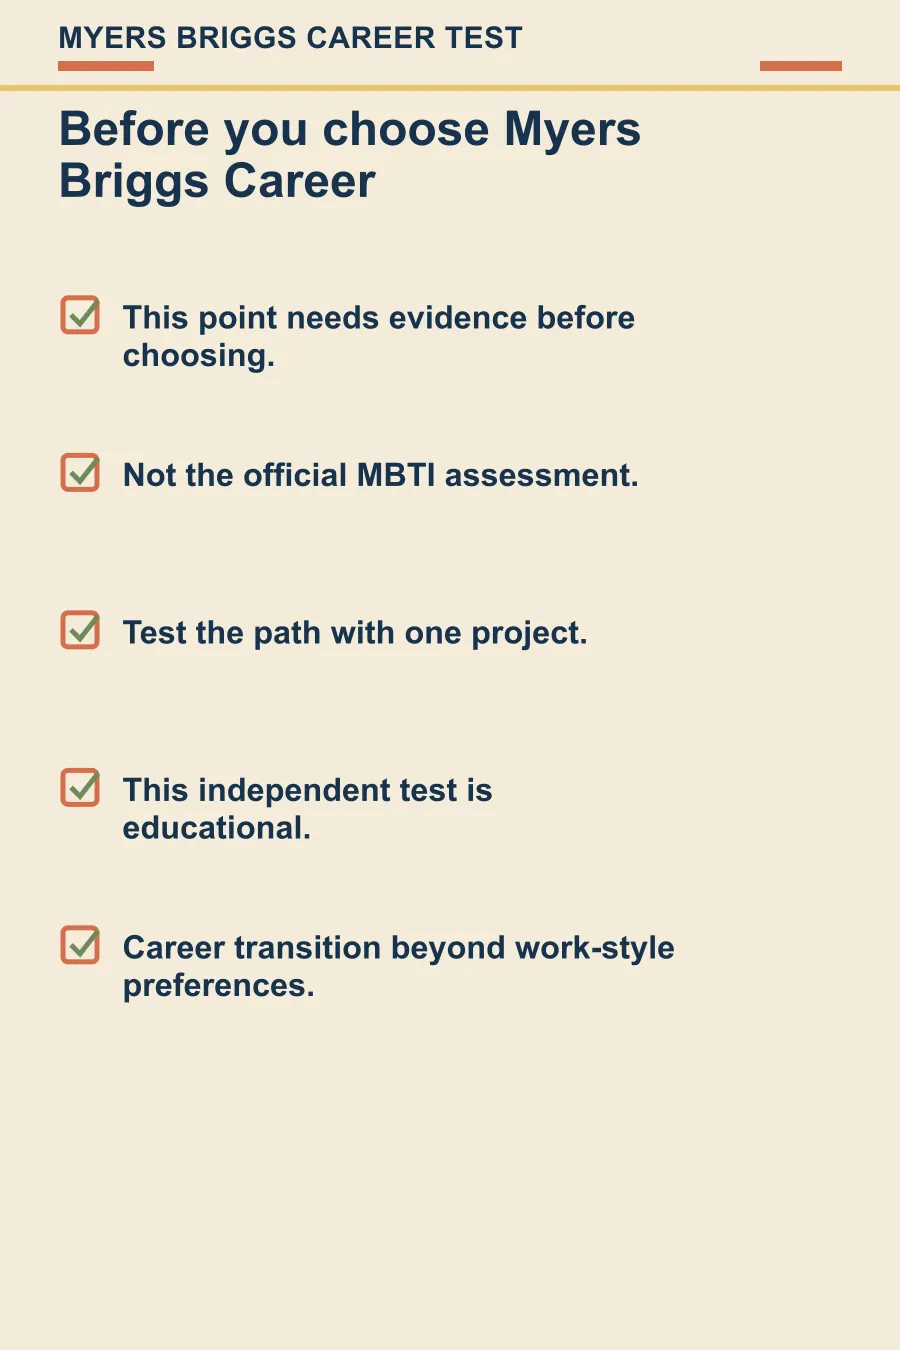 MYERS BRIGGS CAREER TEST
Before you choose Myers
Briggs Career
This point needs evidence before
choosing.
Not the official MBTI assessment.
Test the path with one project.
This independent test is
educational.
Career transition beyond work-style
preferences.